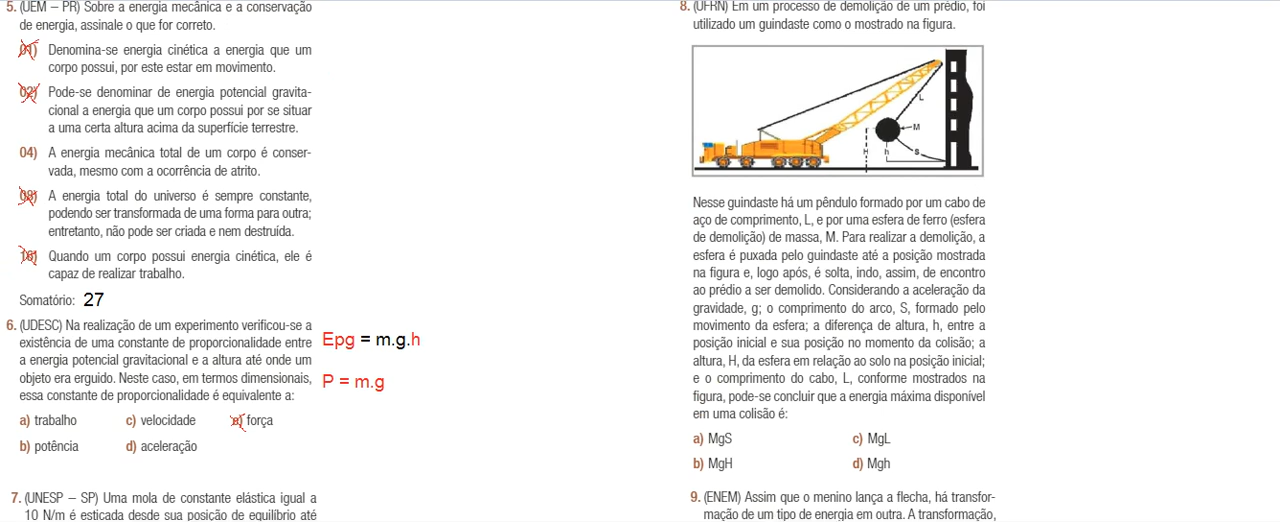 5. (UEM – PR) Sobre a energia mecânica e a conservação
de energia, assinale o que for correto.
01) Denomina-se energia cinética a energia que um
corpo possui, por este estar em movimento.
02) Pode-se denominar de energia potencial gravita-
cional a energia que um corpo possui por se situar
a uma certa altura acima da superfície terrestre.
04) A energia mecânica total de um corpo é conser-
vada, mesmo com a ocorrência de atrito.
08) A energia total do universo é sempre constante,
podendo ser transformada de uma forma para outra;
entretanto, não pode ser criada e nem destruída.
16) Quando um corpo possui energia cinética, ele é
capaz de realizar trabalho.
Somatório: 27
6. (UDESC) Na realização de um experimento verificou-se a
existência de uma constante de proporcionalidade entre
a energia potencial gravitacional e a altura até onde um
objeto era erguido. Neste caso, em termos dimensionais,
essa constante de proporcionalidade é equivalente a:
Epg = m.g.h
P = m.g
a) trabalho c) velocidade e) força
b) potência d) aceleração
7. (UNESP – SP) Uma mola de constante elástica igual a
10 N/m é esticada desde sua posição de equilíbrio até
8. (UFRN) Em um processo de demolição de um prédio, foi
utilizado um guindaste como o mostrado na figura.
L
M
H h S
Nesse guindaste há um pêndulo formado por um cabo de
aço de comprimento, L, e por uma esfera de ferro (esfera
de demolição) de massa, M. Para realizar a demolição, a
esfera é puxada pelo guindaste até a posição mostrada
na figura e, logo após, é solta, indo, assim, de encontro
ao prédio a ser demolido. Considerando a aceleração da
gravidade, g; o comprimento do arco, S, formado pelo
movimento da esfera; a diferença de altura, h, entre a
posição inicial e sua posição no momento da colisão; a
altura, H, da esfera em relação ao solo na posição inicial;
e o comprimento do cabo, L, conforme mostrados na
figura, pode-se concluir que a energia máxima disponível
em uma colisão é:
a) MgS c) MgL
b) MgH d) Mgh
9. (ENEM) Assim que o menino lança a flecha, há transfor-
mação de um tipo de energia em outra. A transformação,